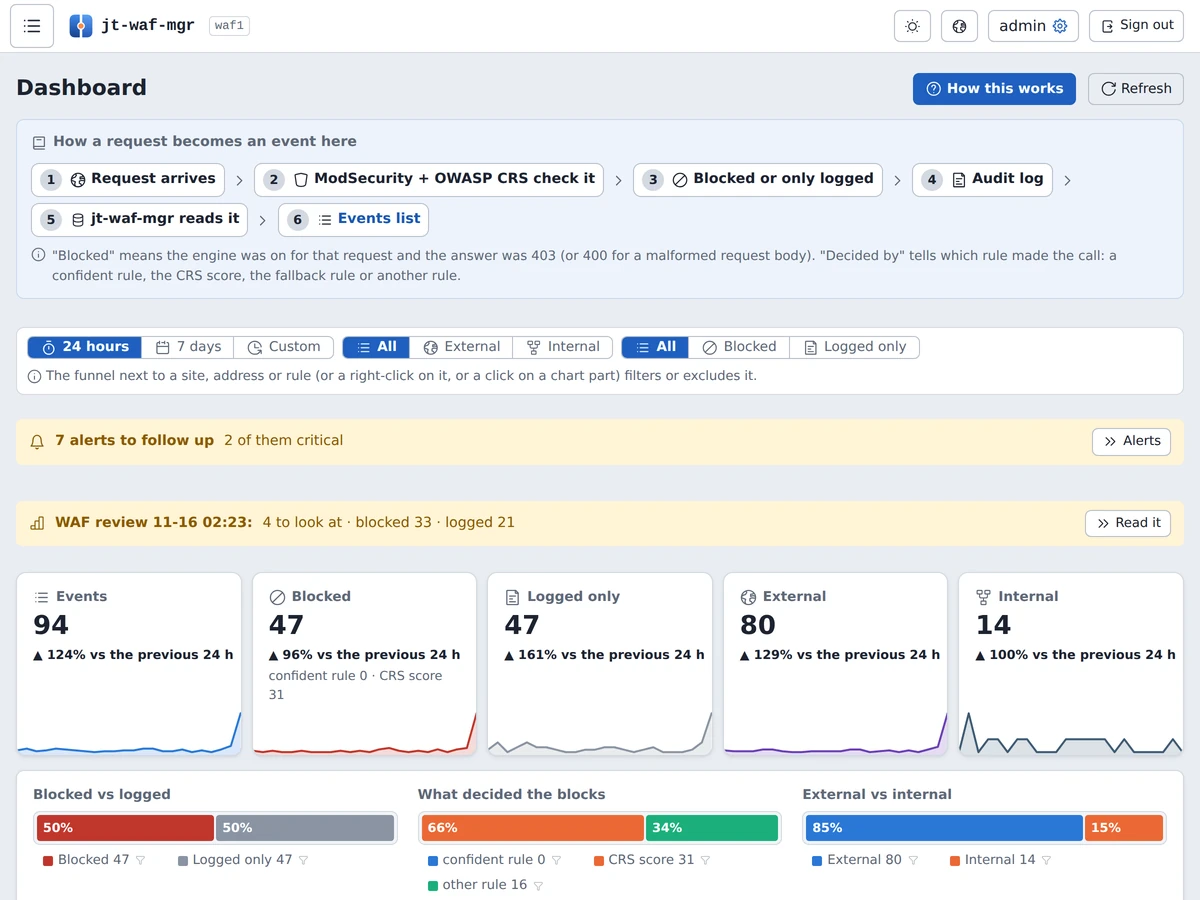 jt-waf-mgr waf1 admin Sign out
Dashboard How this works Refresh
How a request becomes an event here
1 Request arrives 2 ModSecurity + OWASP CRS check it 3 Blocked or only logged 4 Audit log
5 jt-waf-mgr reads it 6 Events list
"Blocked" means the engine was on for that request and the answer was 403 (or 400 for a malformed request body). "Decided by" tells which rule made the call: a
confident rule, the CRS score, the fallback rule or another rule.
24 hours 7 days Custom All External Internal All Blocked Logged only
The funnel next to a site, address or rule (or a right-click on it, or a click on a chart part) filters or excludes it.
7 alerts to follow up 2 of them critical Alerts
WAF review 11-16 02:23: 4 to look at · blocked 33 · logged 21 Read it
Events Blocked Logged only External Internal
94 47 47 80 14
▲ 124% vs the previous 24 h ▲ 96% vs the previous 24 h ▲ 161% vs the previous 24 h ▲ 129% vs the previous 24 h ▲ 100% vs the previous 24 h
confident rule 0 · CRS score
31
Blocked vs logged What decided the blocks External vs internal
50% 50% 66% 34% 85% 15%
Blocked 47 Logged only 47 confident rule 0 CRS score 31 External 80 Internal 14
other rule 16